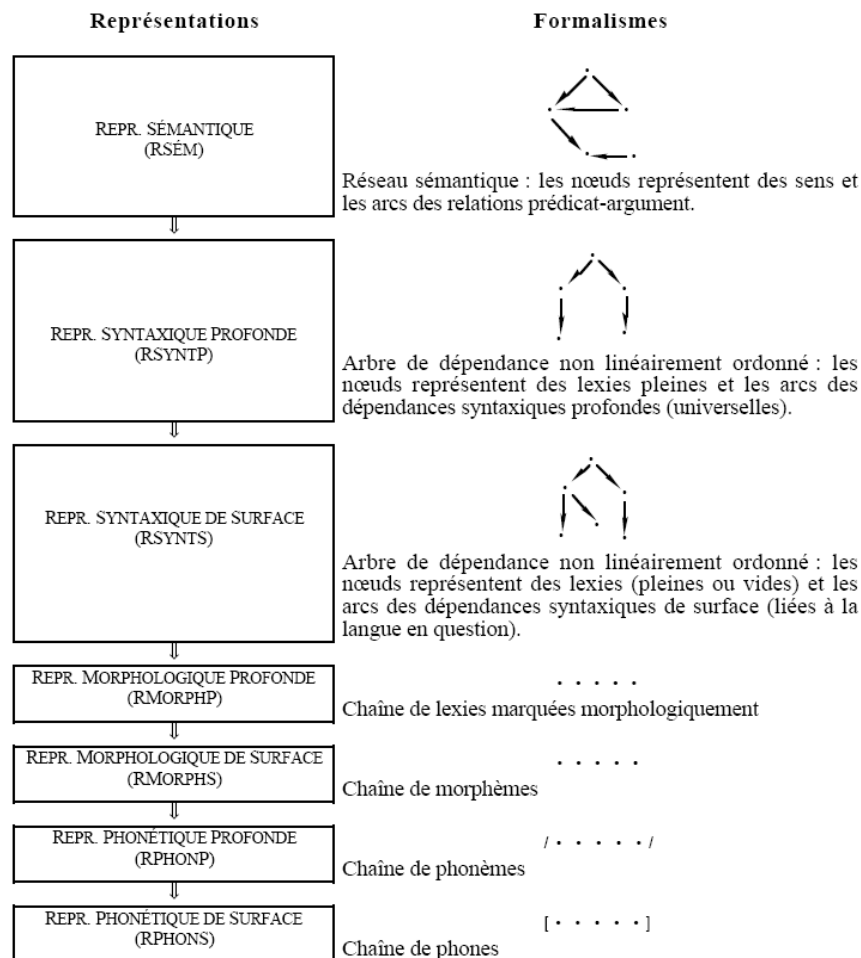 Représentations
Formalismes
REPR. SÉMANTIQUE
(RSÉM)
Réseau sémantique : les nœuds représentent des sens et
les arcs des relations prédicat-argument.
REPR. SYNTAXIQUE PROFONDE
(RSYNTP)
Arbre de dépendance non linéairement ordonné : les
nœuds représentent des lexies pleines et les arcs des
dépendances syntaxiques profondes (universelles).
REPR. SYNTAXIQUE DE SURFACE
(RSYNTS)
Arbre de dépendance non linéairement ordonné : les
nœuds représentent des lexies (pleines ou vides) et les
arcs des dépendances syntaxiques de surface (liées à la
langue en question).
REPR. MORPHOLOGIQUE PROFONDE
(RMORPHP)
Chaîne de lexies marquées morphologiquement
REPR. MORPHOLOGIQUE DE SURFACE
(RMORPHS)
Chaîne de morphèmes
REPR. PHONÉTIQUE PROFONDE
(RPHONP)
/ · · · · · /
Chaîne de phonèmes
REPR. PHONÉTIQUE DE SURFACE
(RPHONS)
[ · · · · · ]
Chaîne de phones